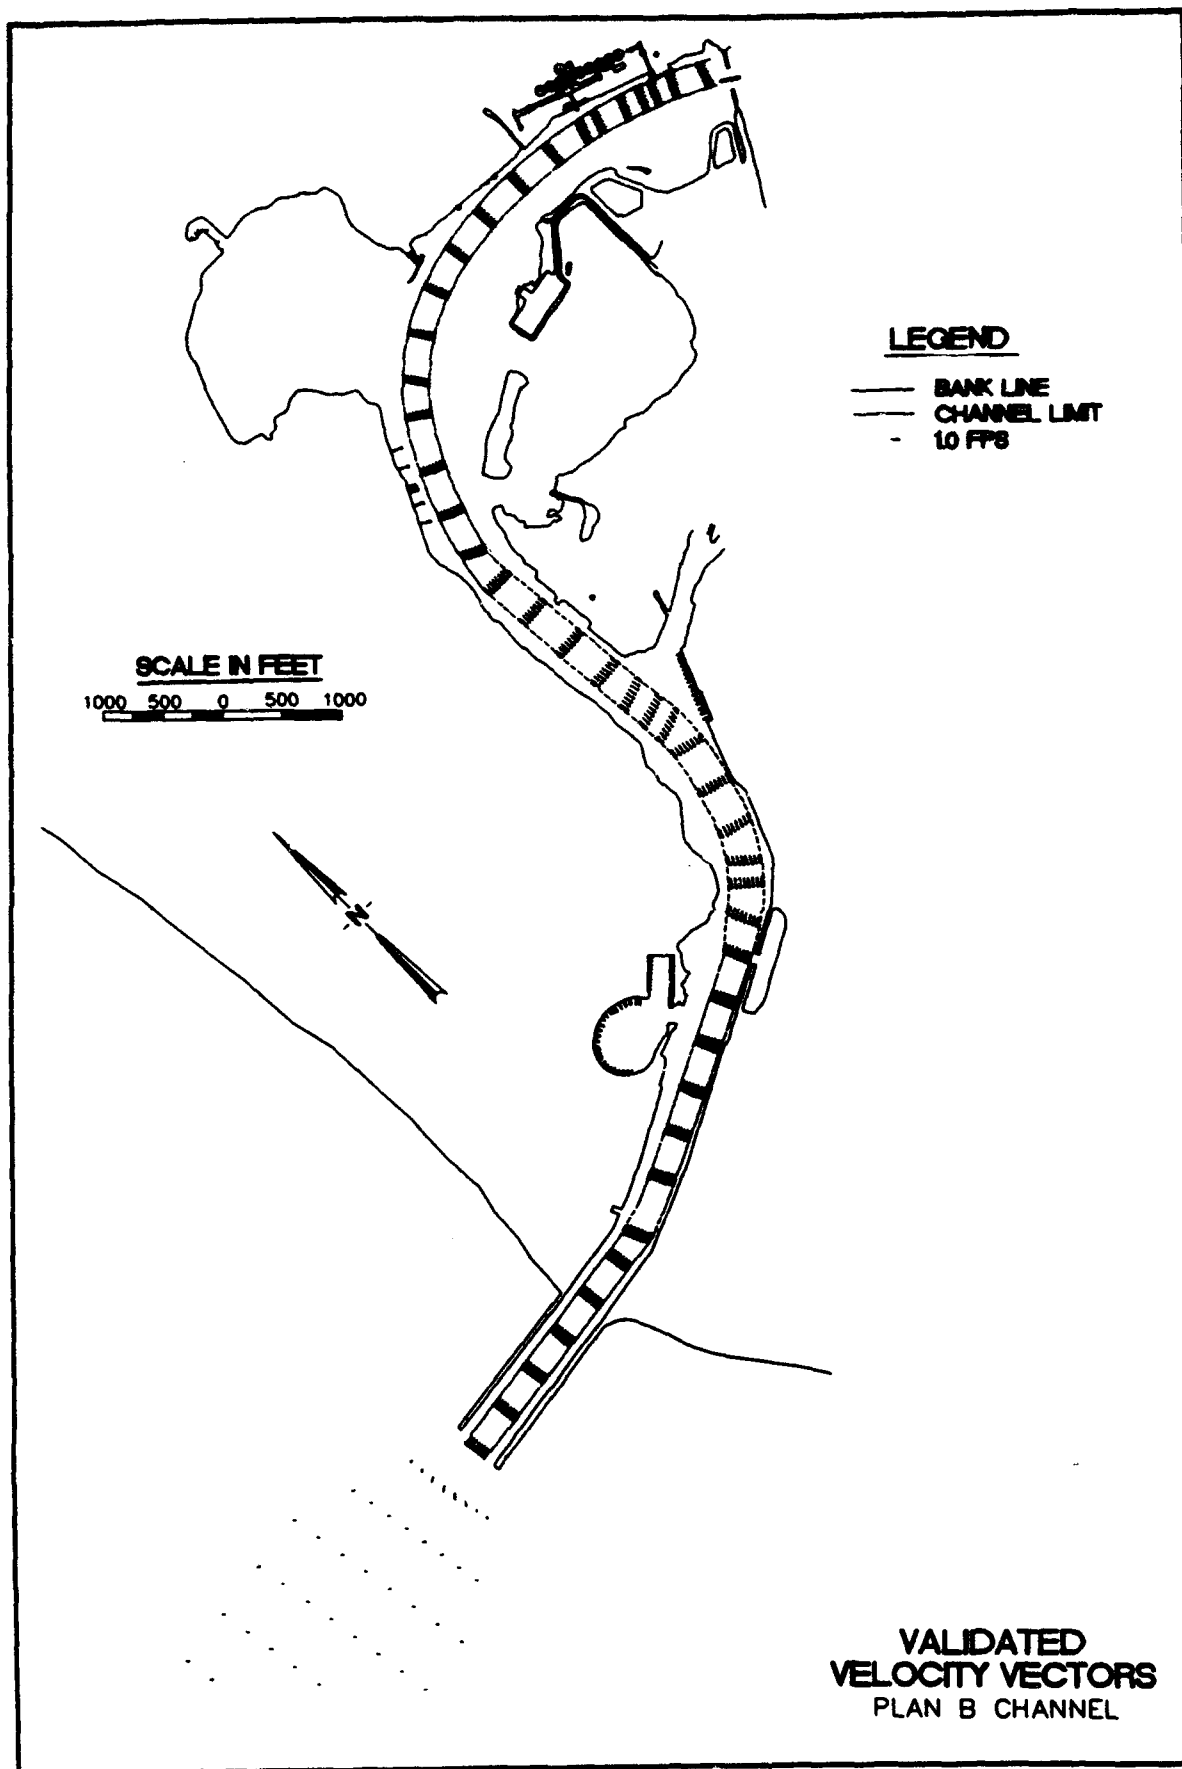 LEGEND
BANK LINE
CHANNEL LIMIT
1.0 FPS
SCALE IN FEET
1000 500 0 500 1000
N
VALIDATED
VELOCITY VECTORS
PLAN B CHANNEL